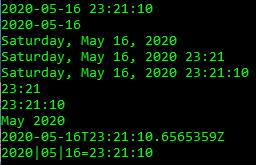 2020-05-16 23:21:10
2020-05-16
Saturday, May 16, 2020
Saturday, May 16, 2020 23:21
Saturday, May 16, 2020 23:21:10
23:21
23:21:10
May 2020
2020-05-16T23:21:10.6565359Z
2020|05|16=23:21:10